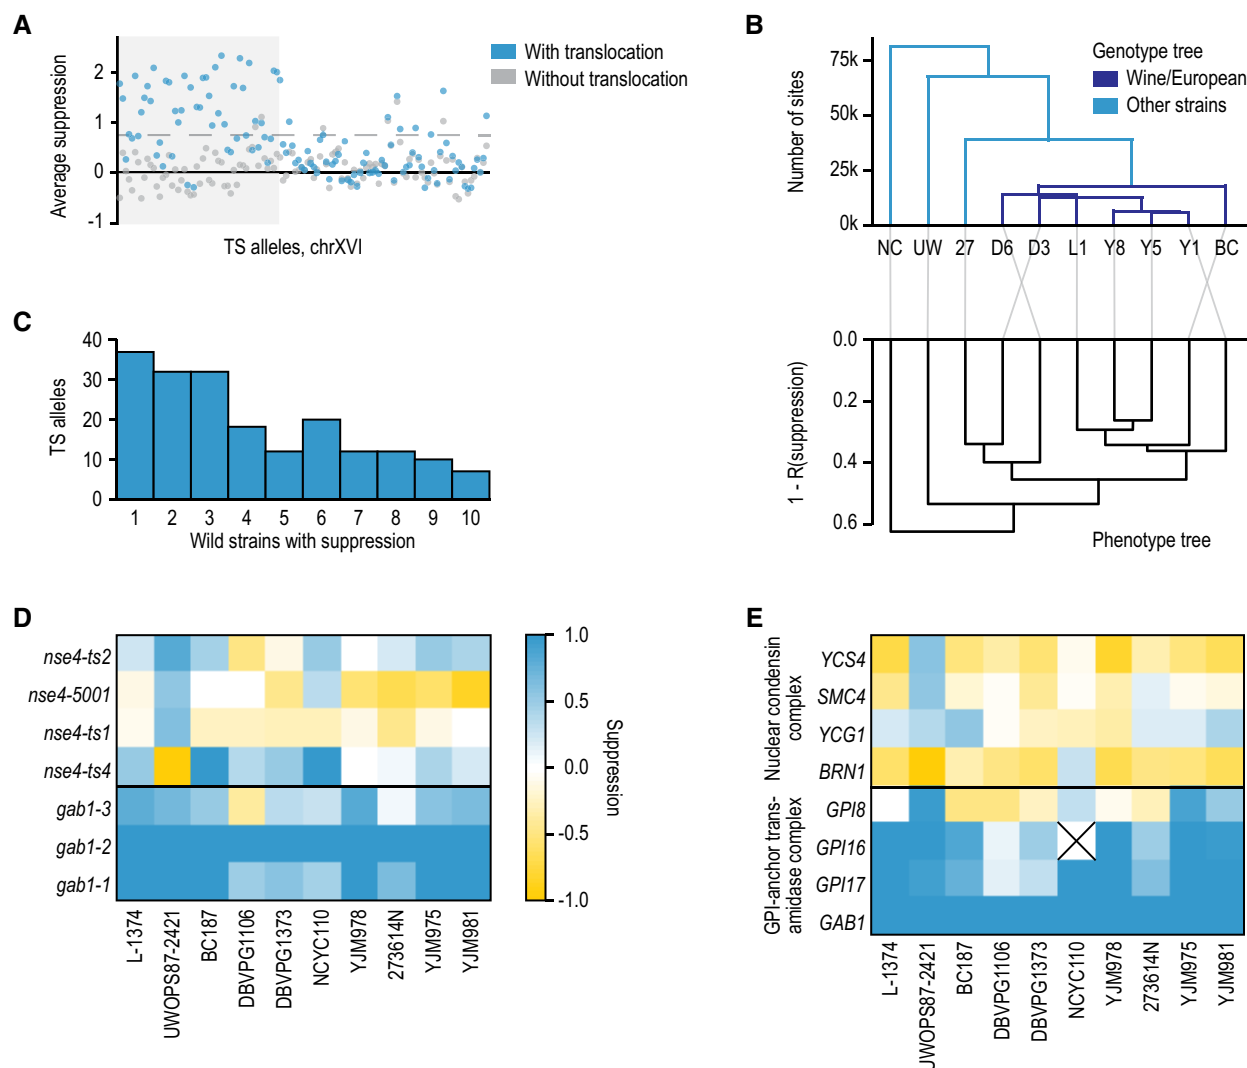 A
Average suppression
2
1
0
-1
With translocation
Without translocation
TS alleles, chrXVI
B
Number of sites
75k
50k
25k
0k
Genotype tree
Wine/European
Other strains
NC UW 27 D6 D3 L1 Y8 Y5 Y1 BC
1 - R(suppression)
0.0
0.2
0.4
0.6
Phenotype tree
C
TS alleles
40
30
20
10
0
1 2 3 4 5 6 7 8 9 10
Wild strains with suppression
D
nse4-ts2
nse4-5001
nse4-ts1
nse4-ts4
gab1-3
gab1-2
gab1-1
L-1374
UWOPS87-2421
BC187
DBVPG1106
DBVPG1373
NCYC110
YJM978
273614N
YJM975
YJM981
1.0
0.5
0.0
-0.5
-1.0
Suppression
E
Nuclear condensin
complex
GPI-anchor trans-
amidase complex
YCS4
SMC4
YCG1
BRN1
GPI8
GPI16
GPI17
GAB1
L-1374
UWOPS87-2421
BC187
DBVPG1106
DBVPG1373
NCYC110
YJM978
273614N
YJM975
YJM981